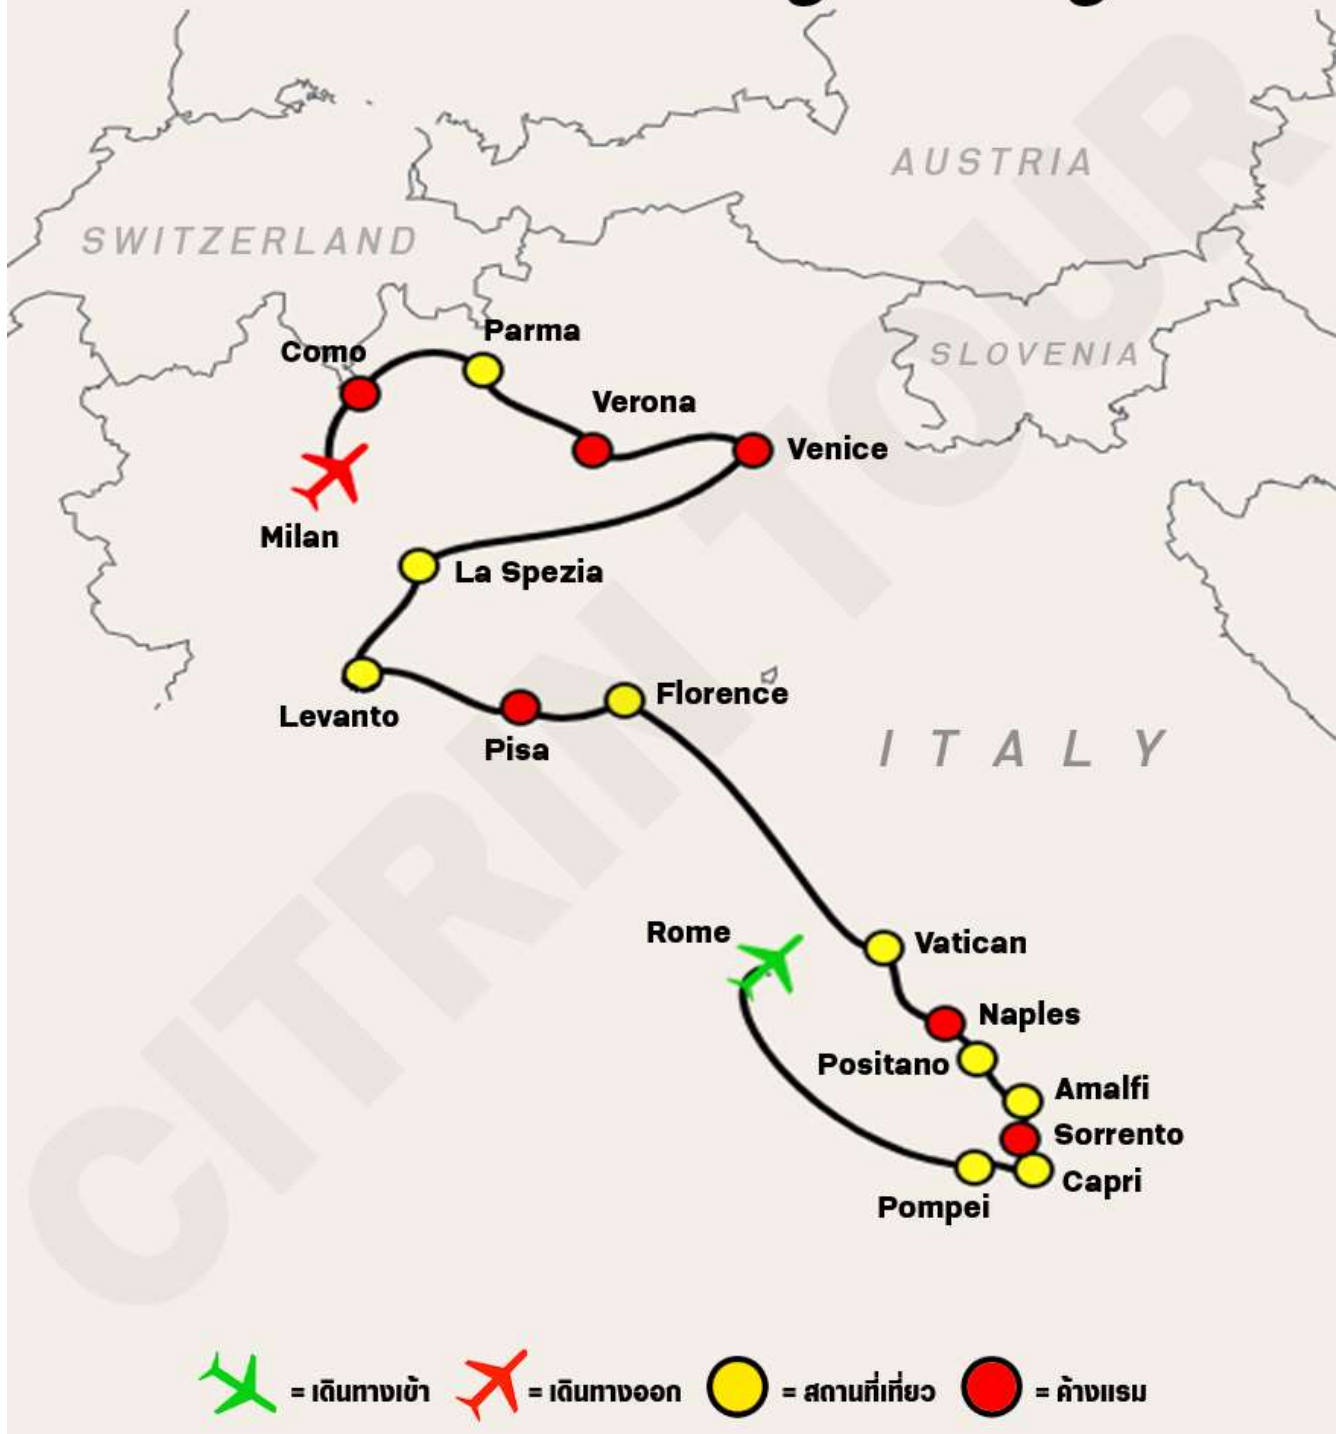 AUSTRIA
SWITZERLAND
Parma
Como
SLOVENIA
Verona
Venice
Milan
La Spezia
Florence
Levanto
Pisa
ITALY
Rome
Vatican
Naples
Positano
Amalfi
Sorrento
Capri
Pompei
CITRIN TOUR
= เดินทางเข้า = เดินทางออก = สถานที่เที่ยว = ค้างแรม